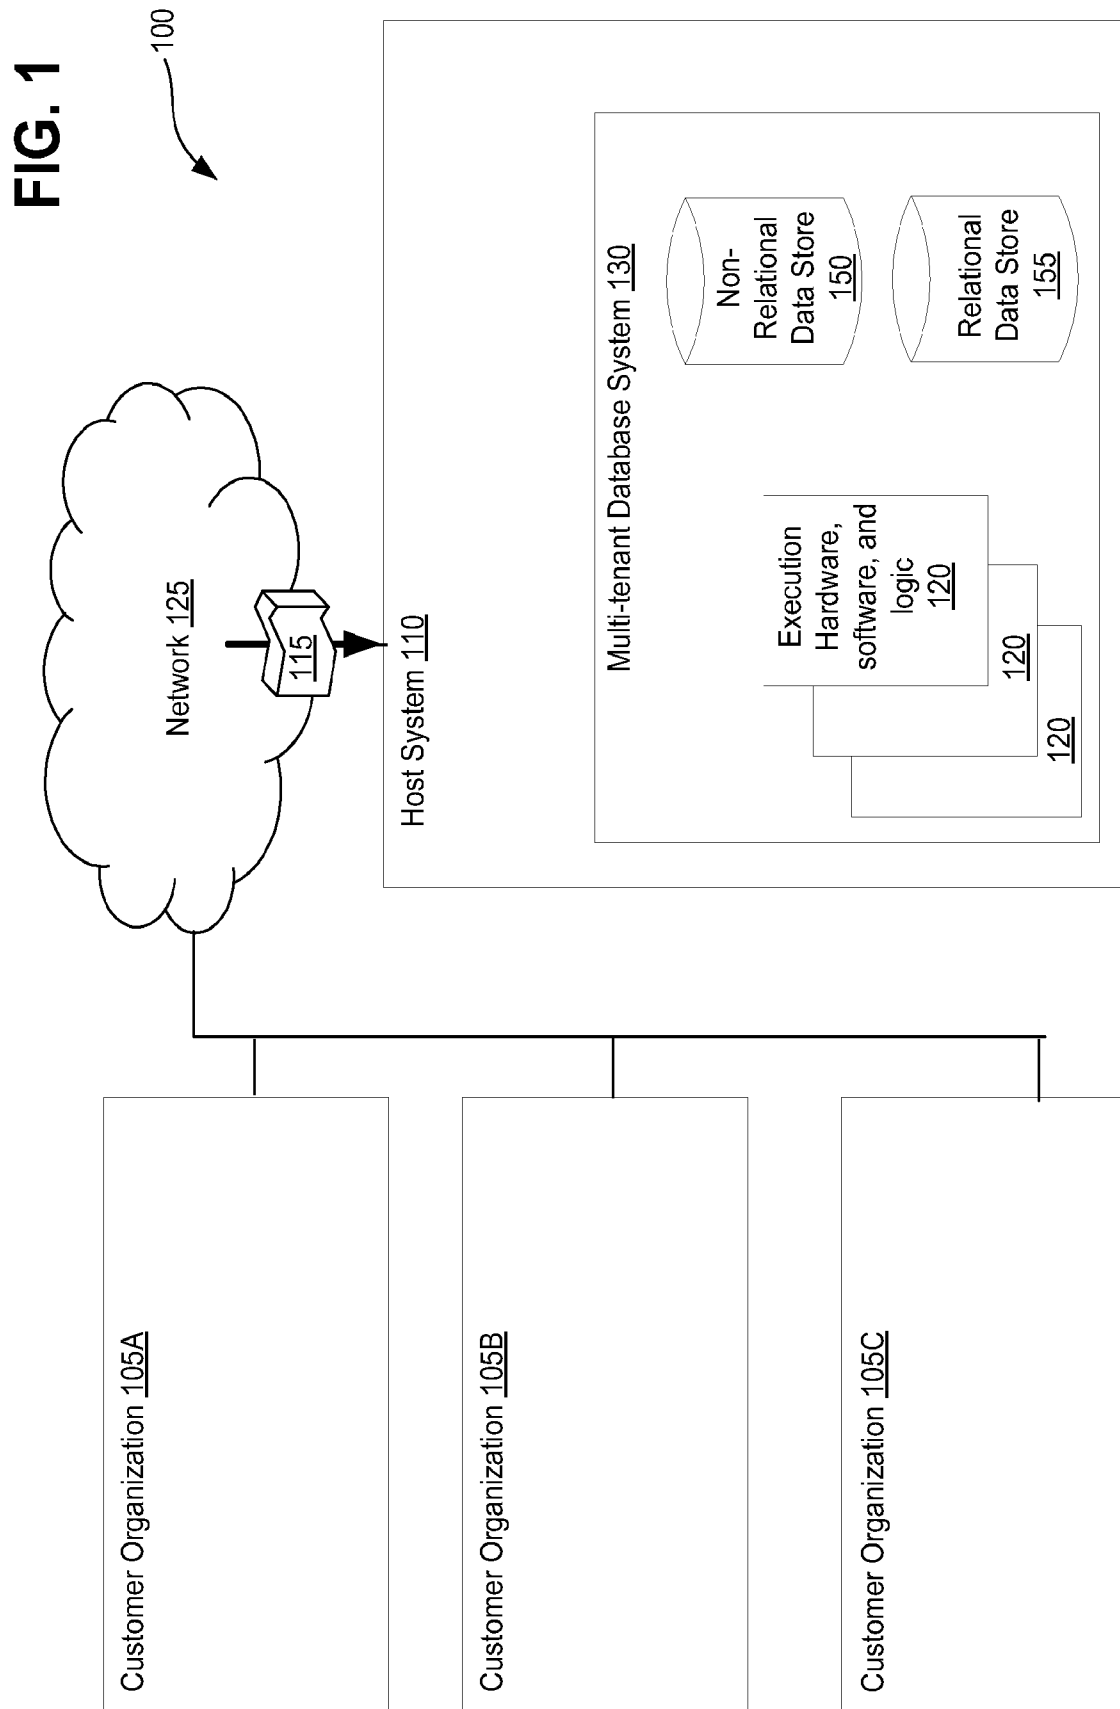 FIG. 1
100
Customer Organization 105A
Customer Organization 105B
Customer Organization 105C
Network 125
115
Host System 110
Multi-tenant Database System 130
Execution
Hardware,
software, and
logic
120
120
120
Non-
Relational
Data Store
150
Relational
Data Store
155